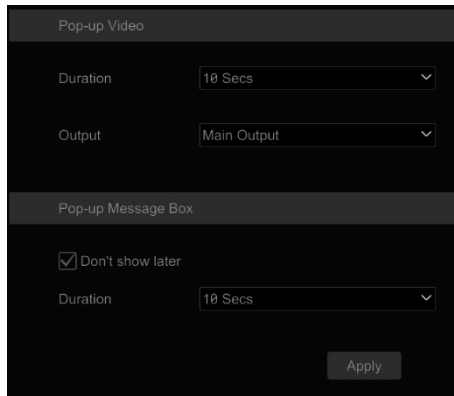 Pop-up Video
Duration 10 Secs
Output Main Output
Pop-up Message Box
Don't show later
Duration 10 Secs
Apply